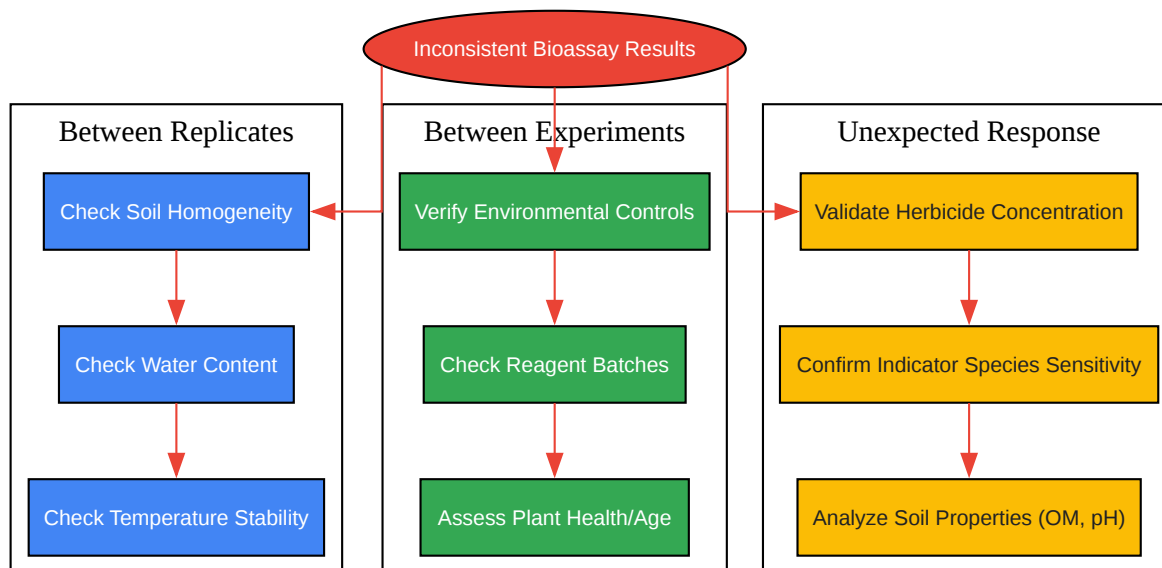 Inconsistent Bioassay Results
Between Replicates
Check Soil Homogeneity
Check Water Content
Check Temperature Stability
Between Experiments
Verify Environmental Controls
Check Reagent Batches
Assess Plant Health/Age
Unexpected Response
Validate Herbicide Concentration
Confirm Indicator Species Sensitivity
Analyze Soil Properties (OM, pH)